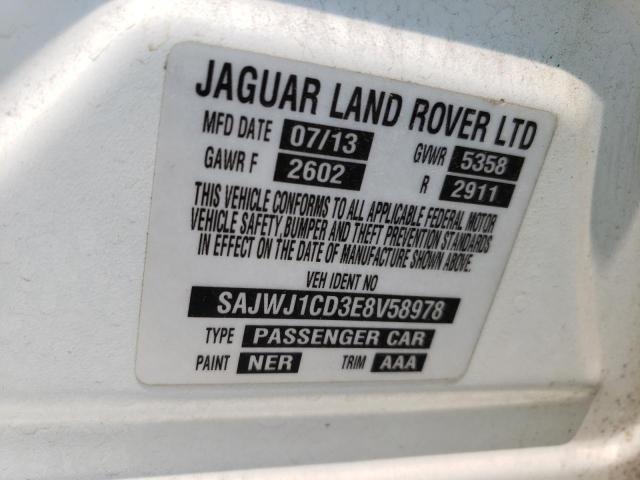 JAGUAR LAND ROVER LTD
MFD DATE 07/13 GVWR 5358
GAWR F 2602 R 2911
THIS VEHICLE CONFORMS TO ALL APPLICABLE FEDERAL MOTOR
VEHICLE SAFETY, BUMPER AND THEFT PREVENTION STANDARDS
IN EFFECT ON THE DATE OF MANUFACTURE SHOWN ABOVE.
VEH IDENT NO
SAJWJ1CD3E8V58978
TYPE PASSENGER CAR
PAINT NER TRIM AAA